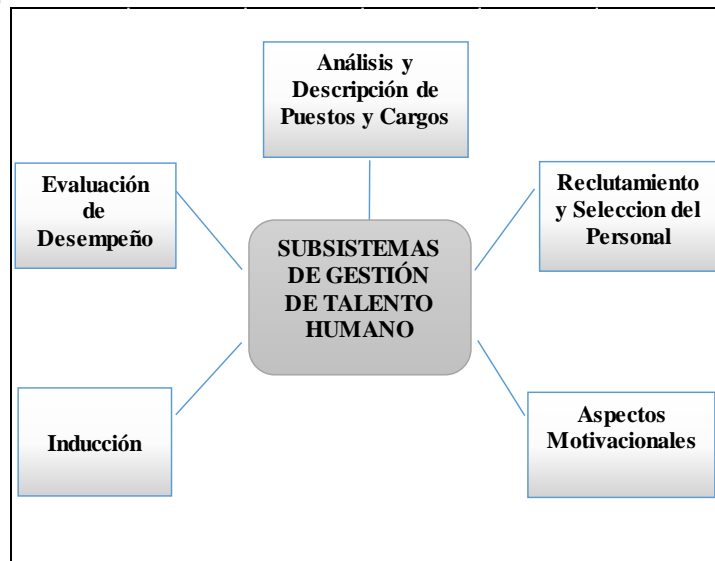 Análisis y
Descripción de
Puestos y Cargos
Evaluación
de
Desempeño
Reclutamiento
y Seleccion del
Personal
SUBSISTEMAS
DE GESTIÓN
DE TALENTO
HUMANO
Inducción
Aspectos
Motivacionales